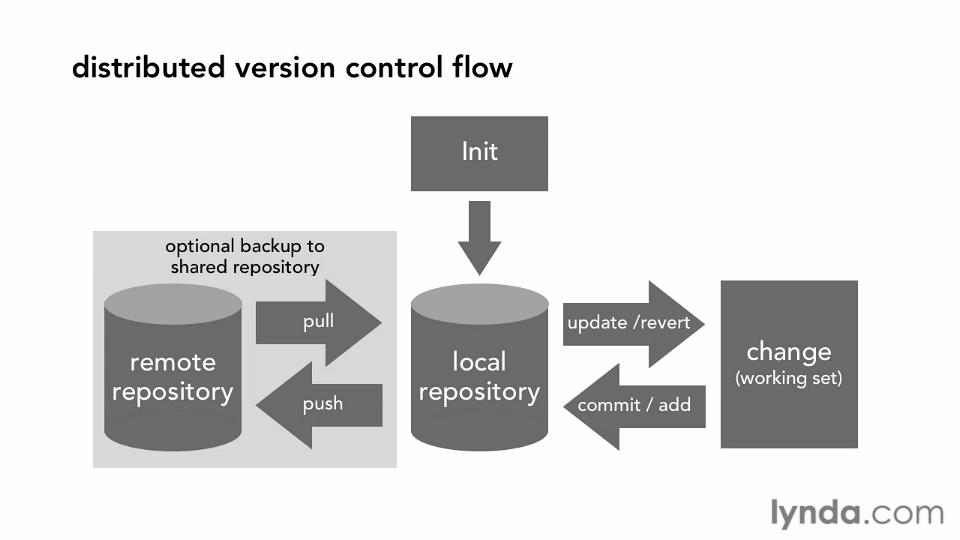 distributed version control flow
Init
optional backup to
shared repository
pull
push
remote
repository
local
repository
update /revert
commit / add
change
(working set)
lynda.com